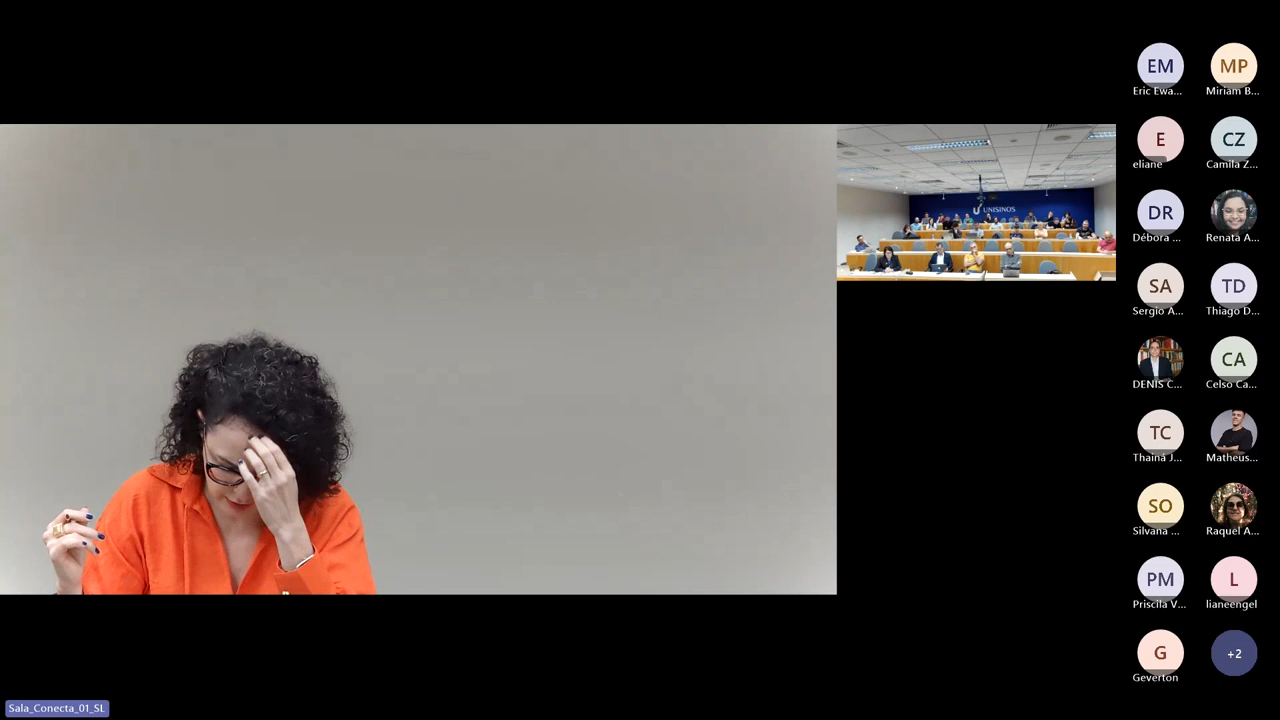 UNISINOS
EM
Eric Ewa...
MP
Miriam B...
E
eliane
CZ
Camila Z...
DR
Débora ...
Renata A...
SA
Sergio A...
TD
Thiago D...
DENIS C...
CA
Celso Ca...
TC
Thainá J...
Matheus...
SO
Silvana ...
Raquel A...
PM
Priscila V...
L
lianeengel
G
Geverton
+2
Sala_Conecta_01_SL